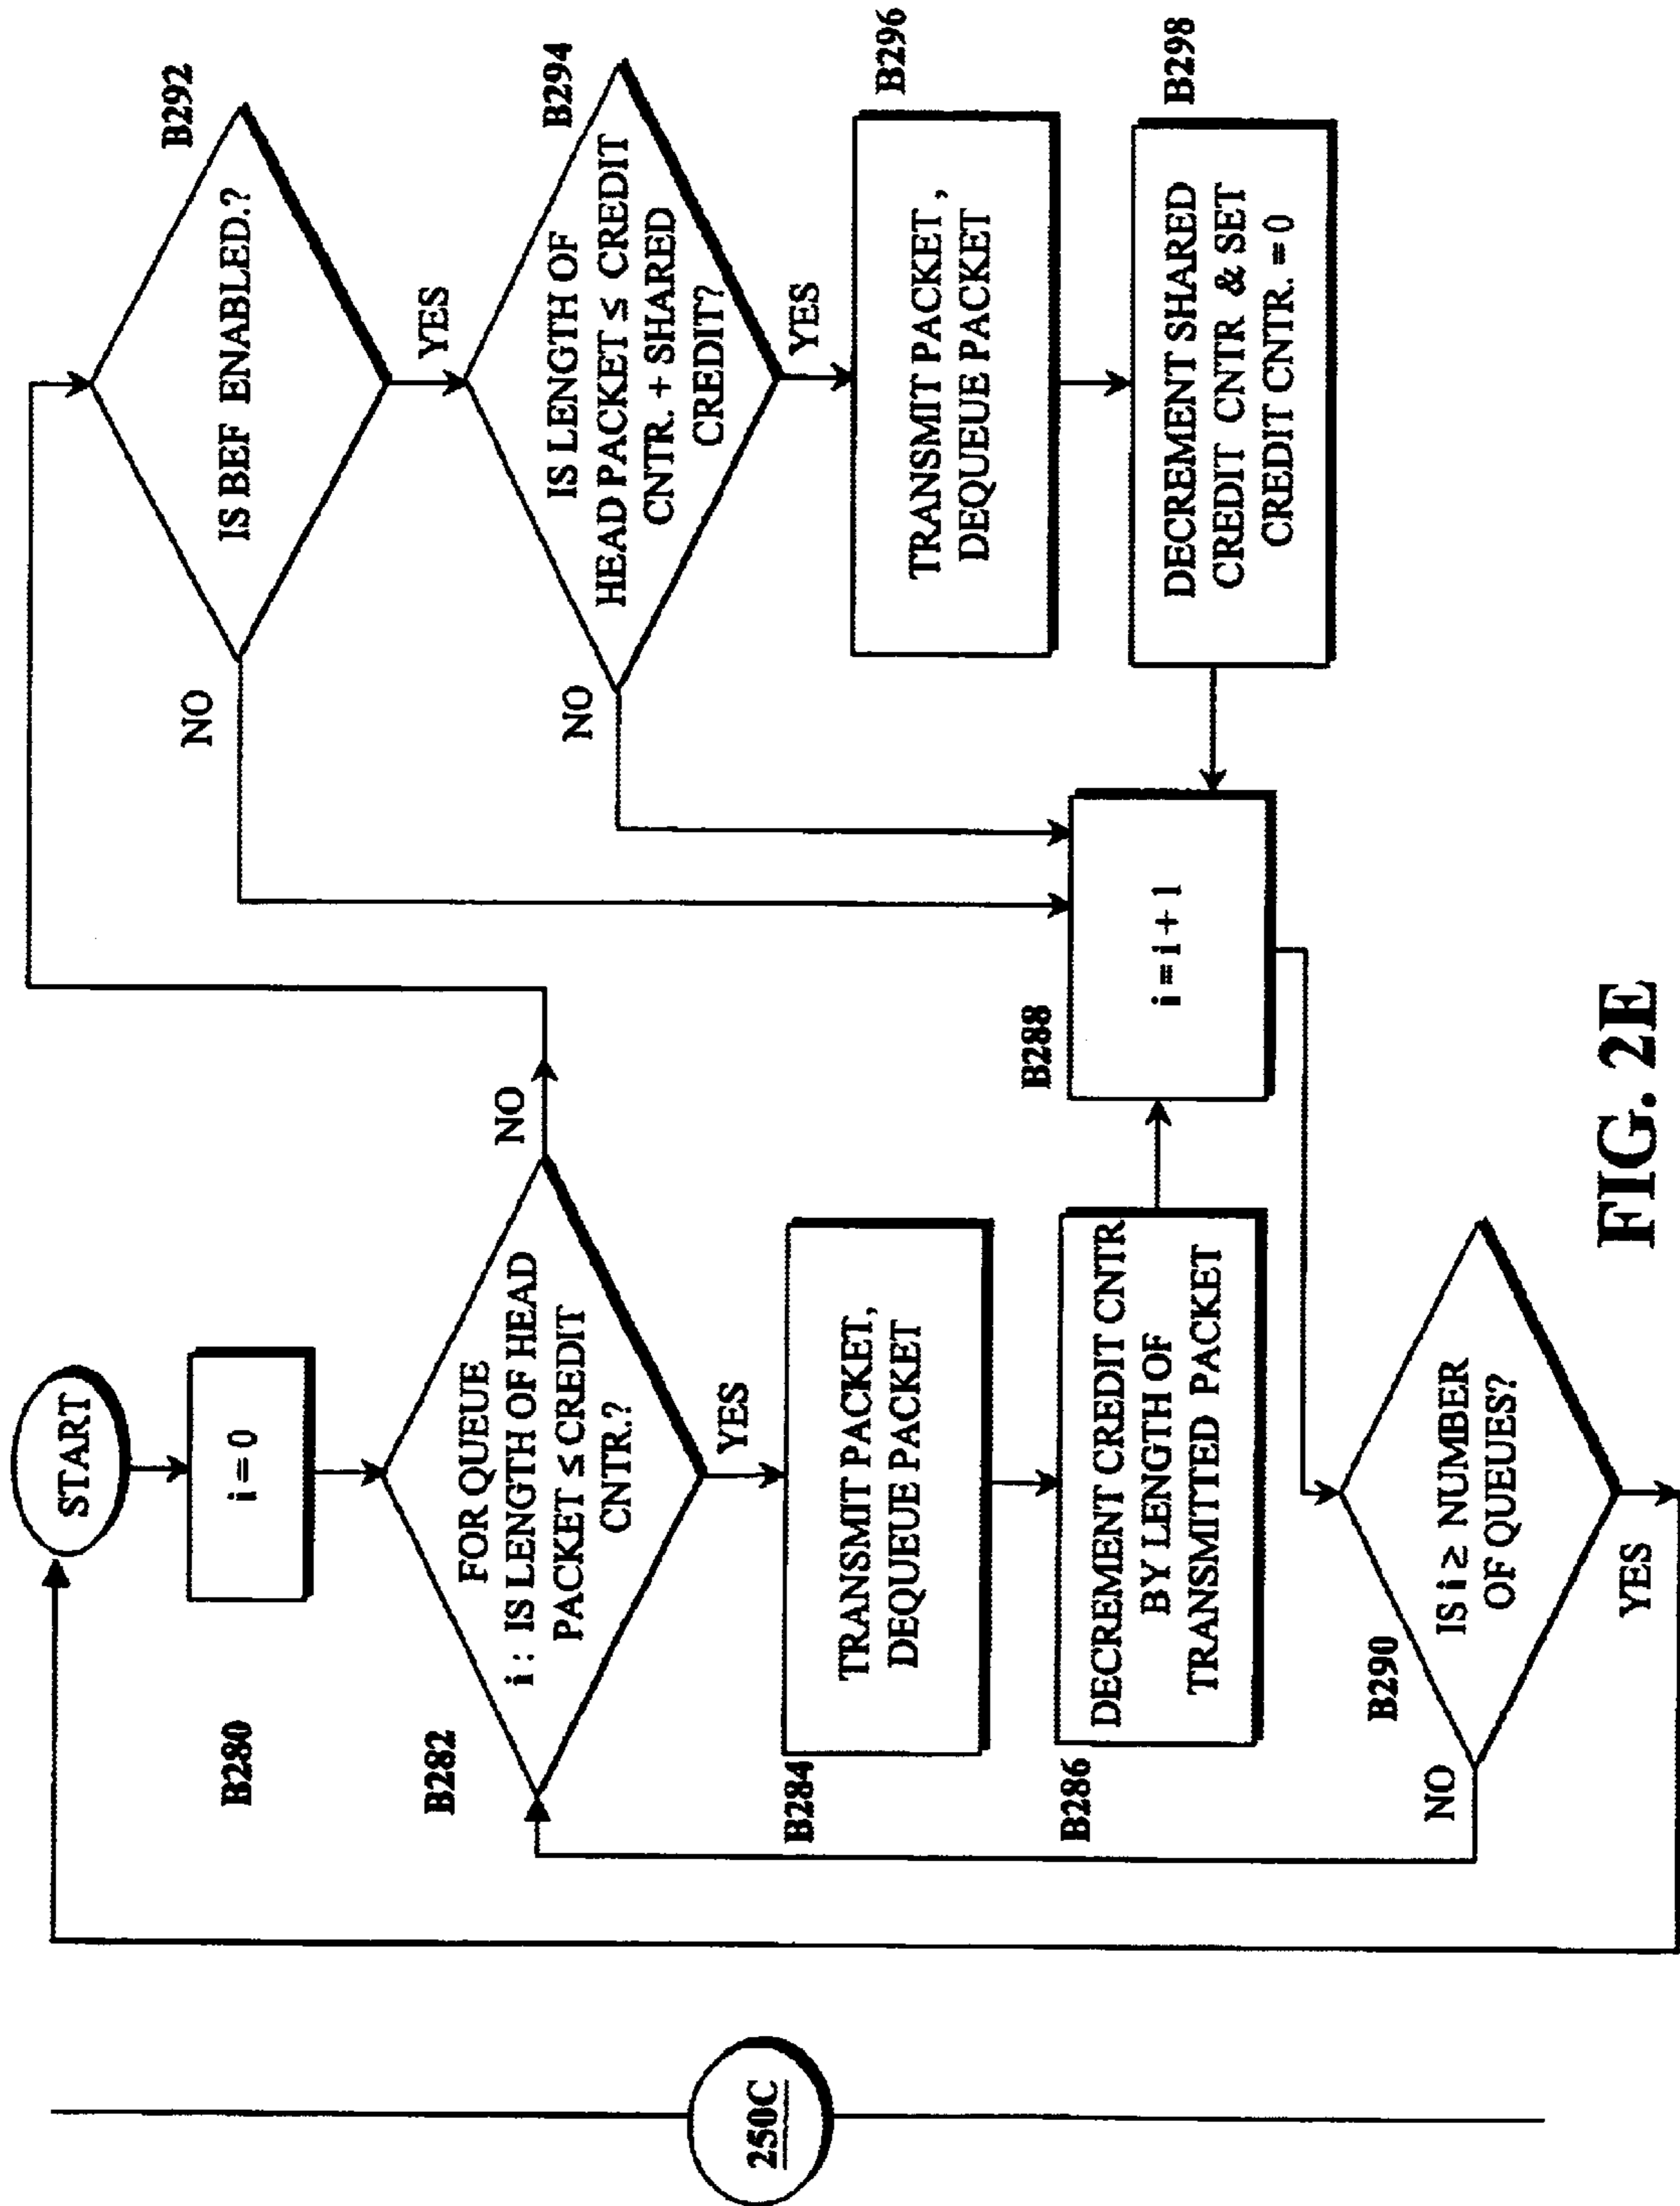 START
B280
i = 0
B282
FOR QUEUE
i : IS LENGTH OF HEAD
PACKET ≤ CREDIT
CNTR.?
NO
YES
B284
TRANSMIT PACKET,
DEQUEUE PACKET
B286
DECREMENT CREDIT CNTR
BY LENGTH OF
TRANSMITTED PACKET
B288
i = i + 1
B290
IS i ≥ NUMBER
OF QUEUES?
NO
YES
B292
IS BEF ENABLED.?
NO
YES
B294
IS LENGTH OF
HEAD PACKET ≤ CREDIT
CNTR. + SHARED
CREDIT?
NO
YES
B296
TRANSMIT PACKET ,
DEQUEUE PACKET
B298
DECREMENT SHARED
CREDIT CNTR & SET
CREDIT CNTR. = 0
250C
FIG. 2E